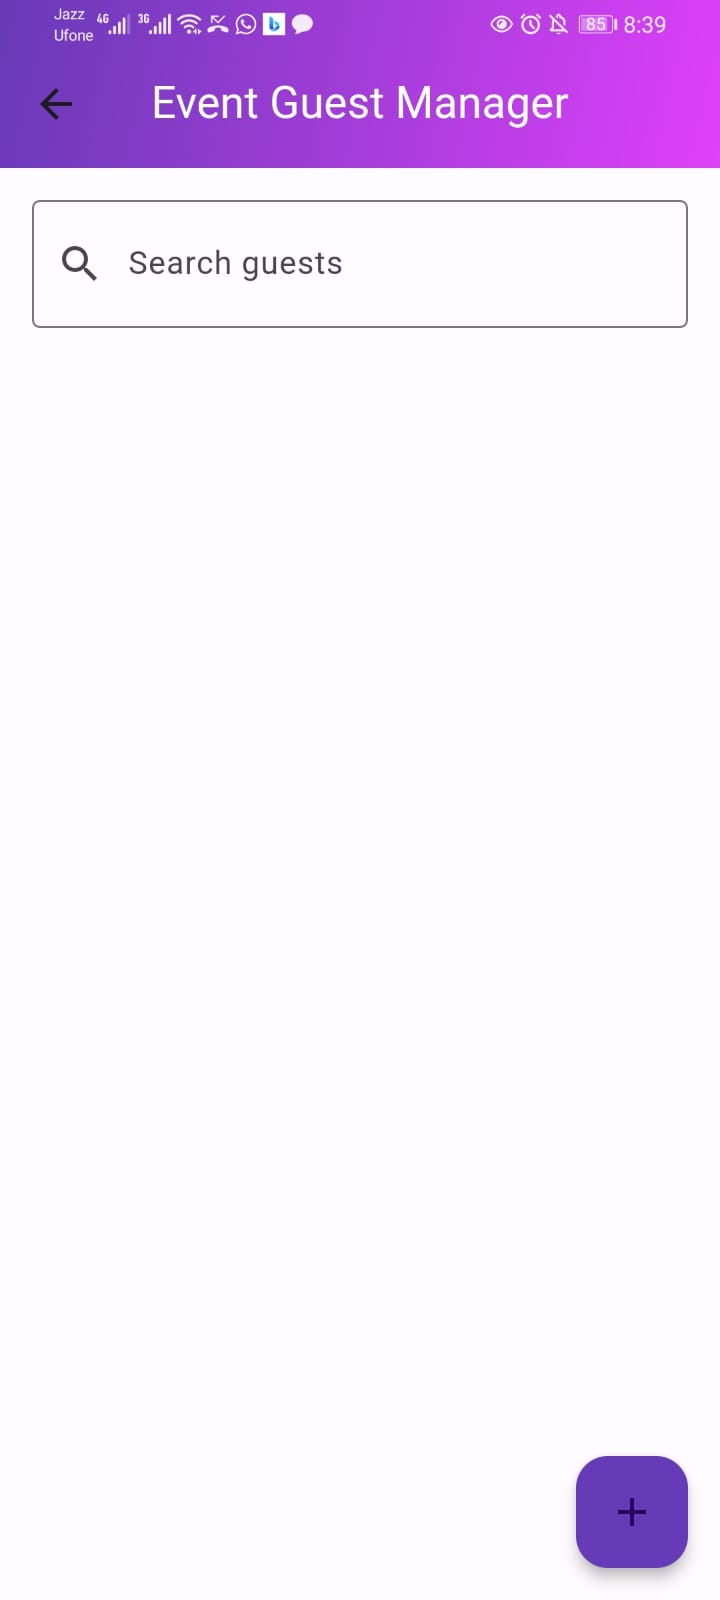 Jazz 4G 3G
Ufone
85 8:39
Event Guest Manager
Search guests